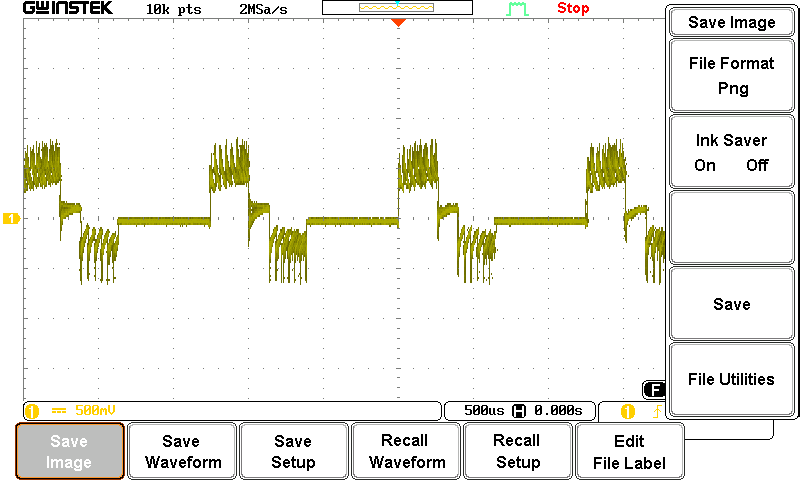 GWINSTEK 10k pts 2MSa/s Stop
Save Image
File Format
Png
Ink Saver
On Off
1
Save
File Utilities
F
1 500mV 500us H 0.000s 1
Save Image
Save Waveform
Save Setup
Recall Waveform
Recall Setup
Edit File Label